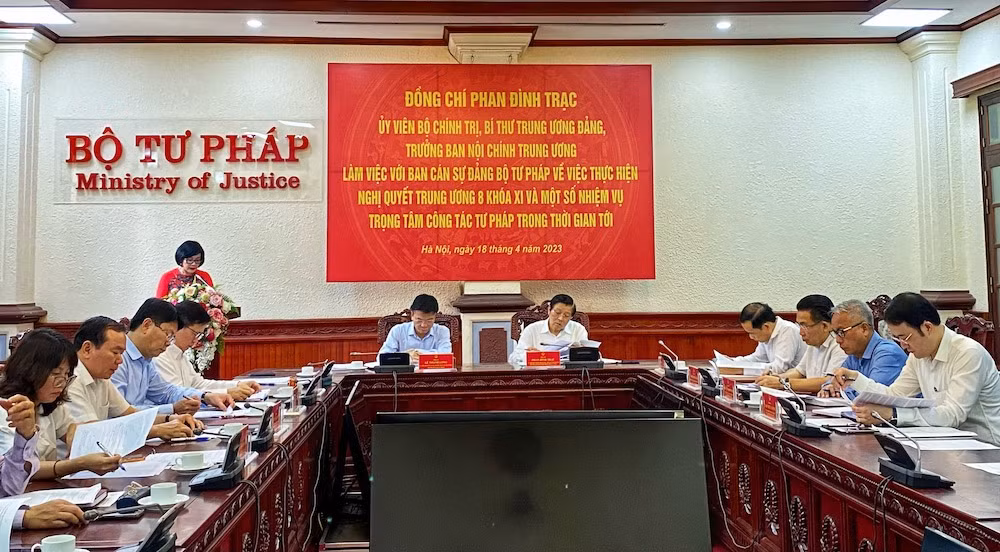 BỘ TƯ PHÁP
Ministry of Justice
ĐỒNG CHÍ PHAN ĐÌNH TRẠC
ỦY VIÊN BỘ CHÍNH TRỊ, BÍ THƯ TRUNG ƯƠNG ĐẢNG,
TRƯỞNG BAN NỘI CHÍNH TRUNG ƯƠNG
LÀM VIỆC VỚI BAN CÁN SỰ ĐẢNG BỘ TƯ PHÁP VỀ VIỆC THỰC HIỆN
NGHỊ QUYẾT TRUNG ƯƠNG 8 KHÓA XI VÀ MỘT SỐ NHIỆM VỤ
TRỌNG TÂM CÔNG TÁC TƯ PHÁP TRONG THỜI GIAN TỚI
Hà Nội, ngày 18 tháng 4 năm 2023